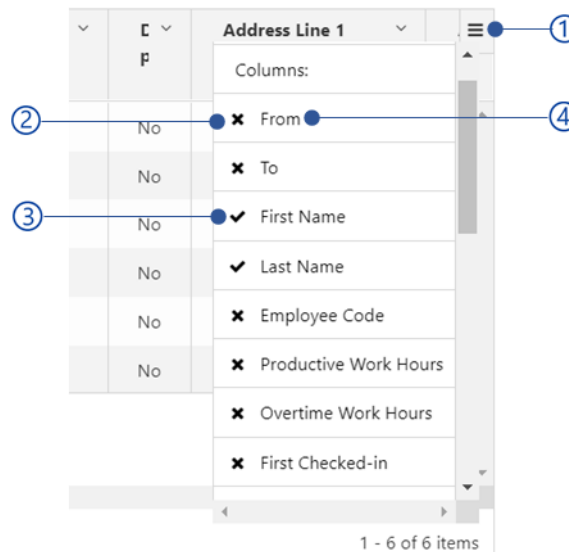 D
p
Address Line 1
1
Columns:
2
From
4
No
To
No
3
First Name
No
Last Name
No
Employee Code
No
Productive Work Hours
No
Overtime Work Hours
First Checked-in
1 - 6 of 6 items